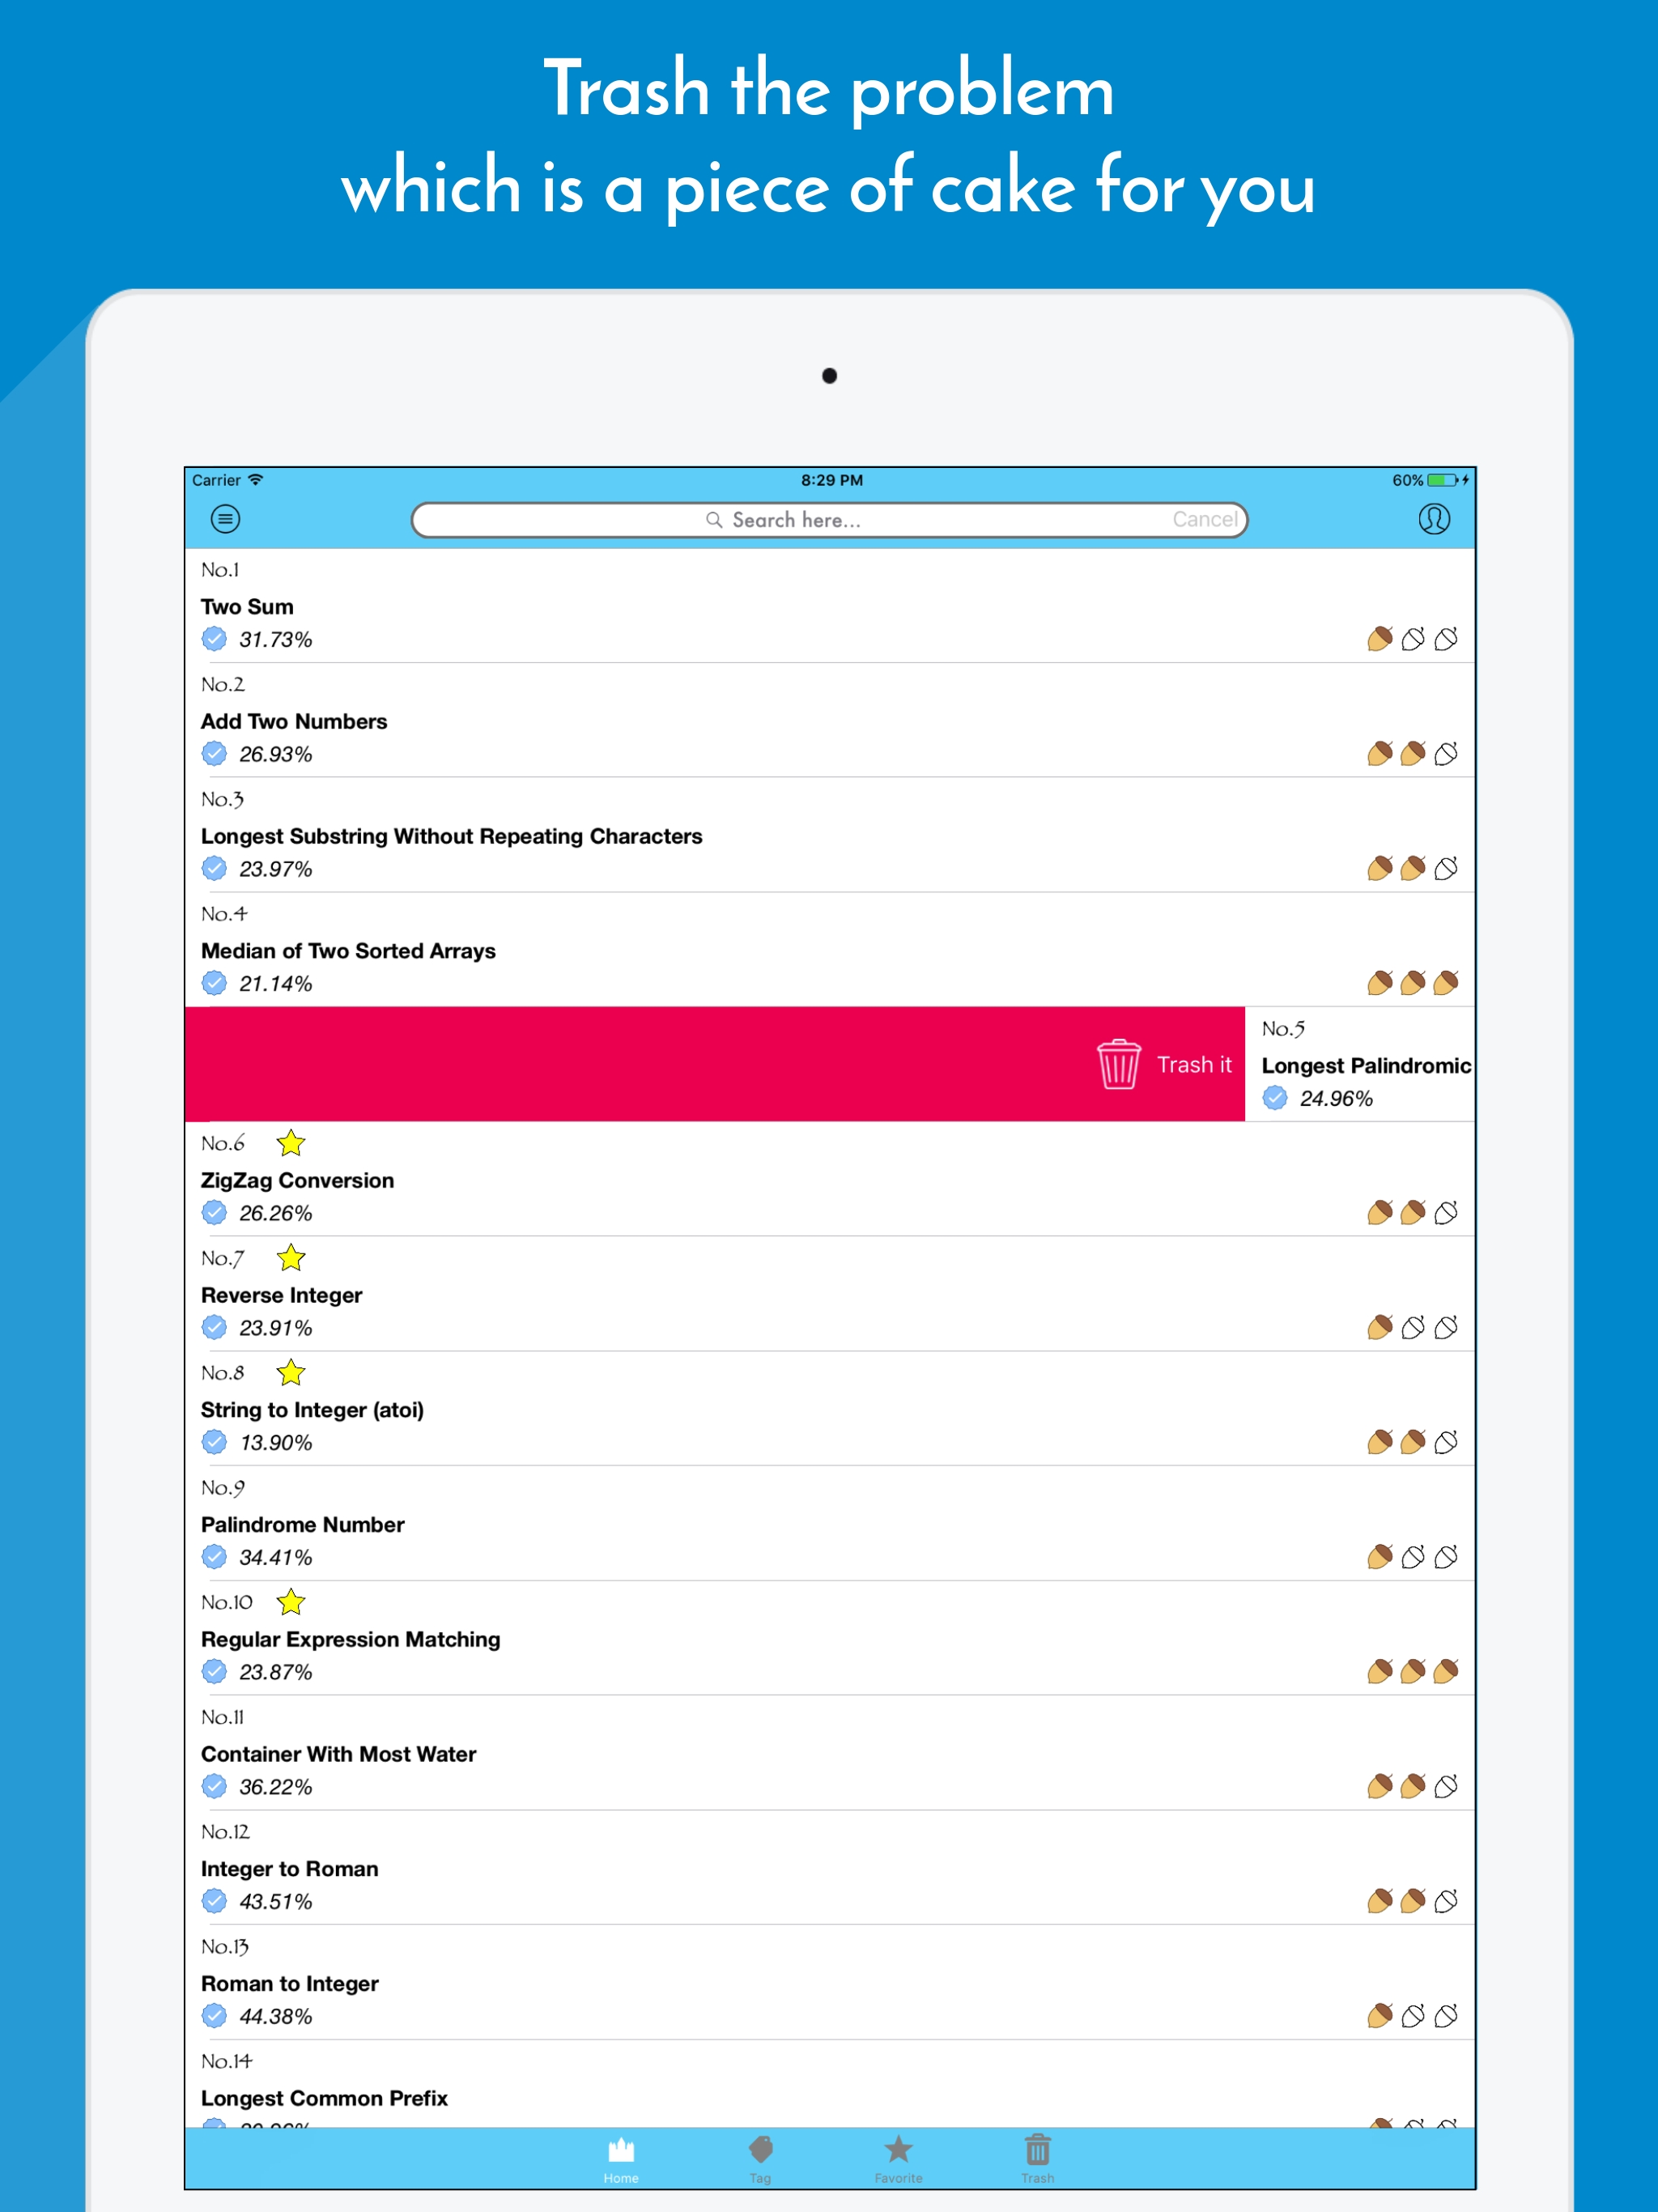 Trash the problem
which is a piece of cake for you
Carrier 8:29 PM 60%
Search here... Cancel
No.1
Two Sum
31.73%
No.2
Add Two Numbers
26.93%
No.3
Longest Substring Without Repeating Characters
23.97%
No.4
Median of Two Sorted Arrays
21.14%
Trash it
No.5
Longest Palindromic
24.96%
No.6
ZigZag Conversion
26.26%
No.7
Reverse Integer
23.91%
No.8
String to Integer (atoi)
13.90%
No.9
Palindrome Number
34.41%
No.10
Regular Expression Matching
23.87%
No.11
Container With Most Water
36.22%
No.12
Integer to Roman
43.51%
No.13
Roman to Integer
44.38%
No.14
Longest Common Prefix
Home Tag Favorite Trash